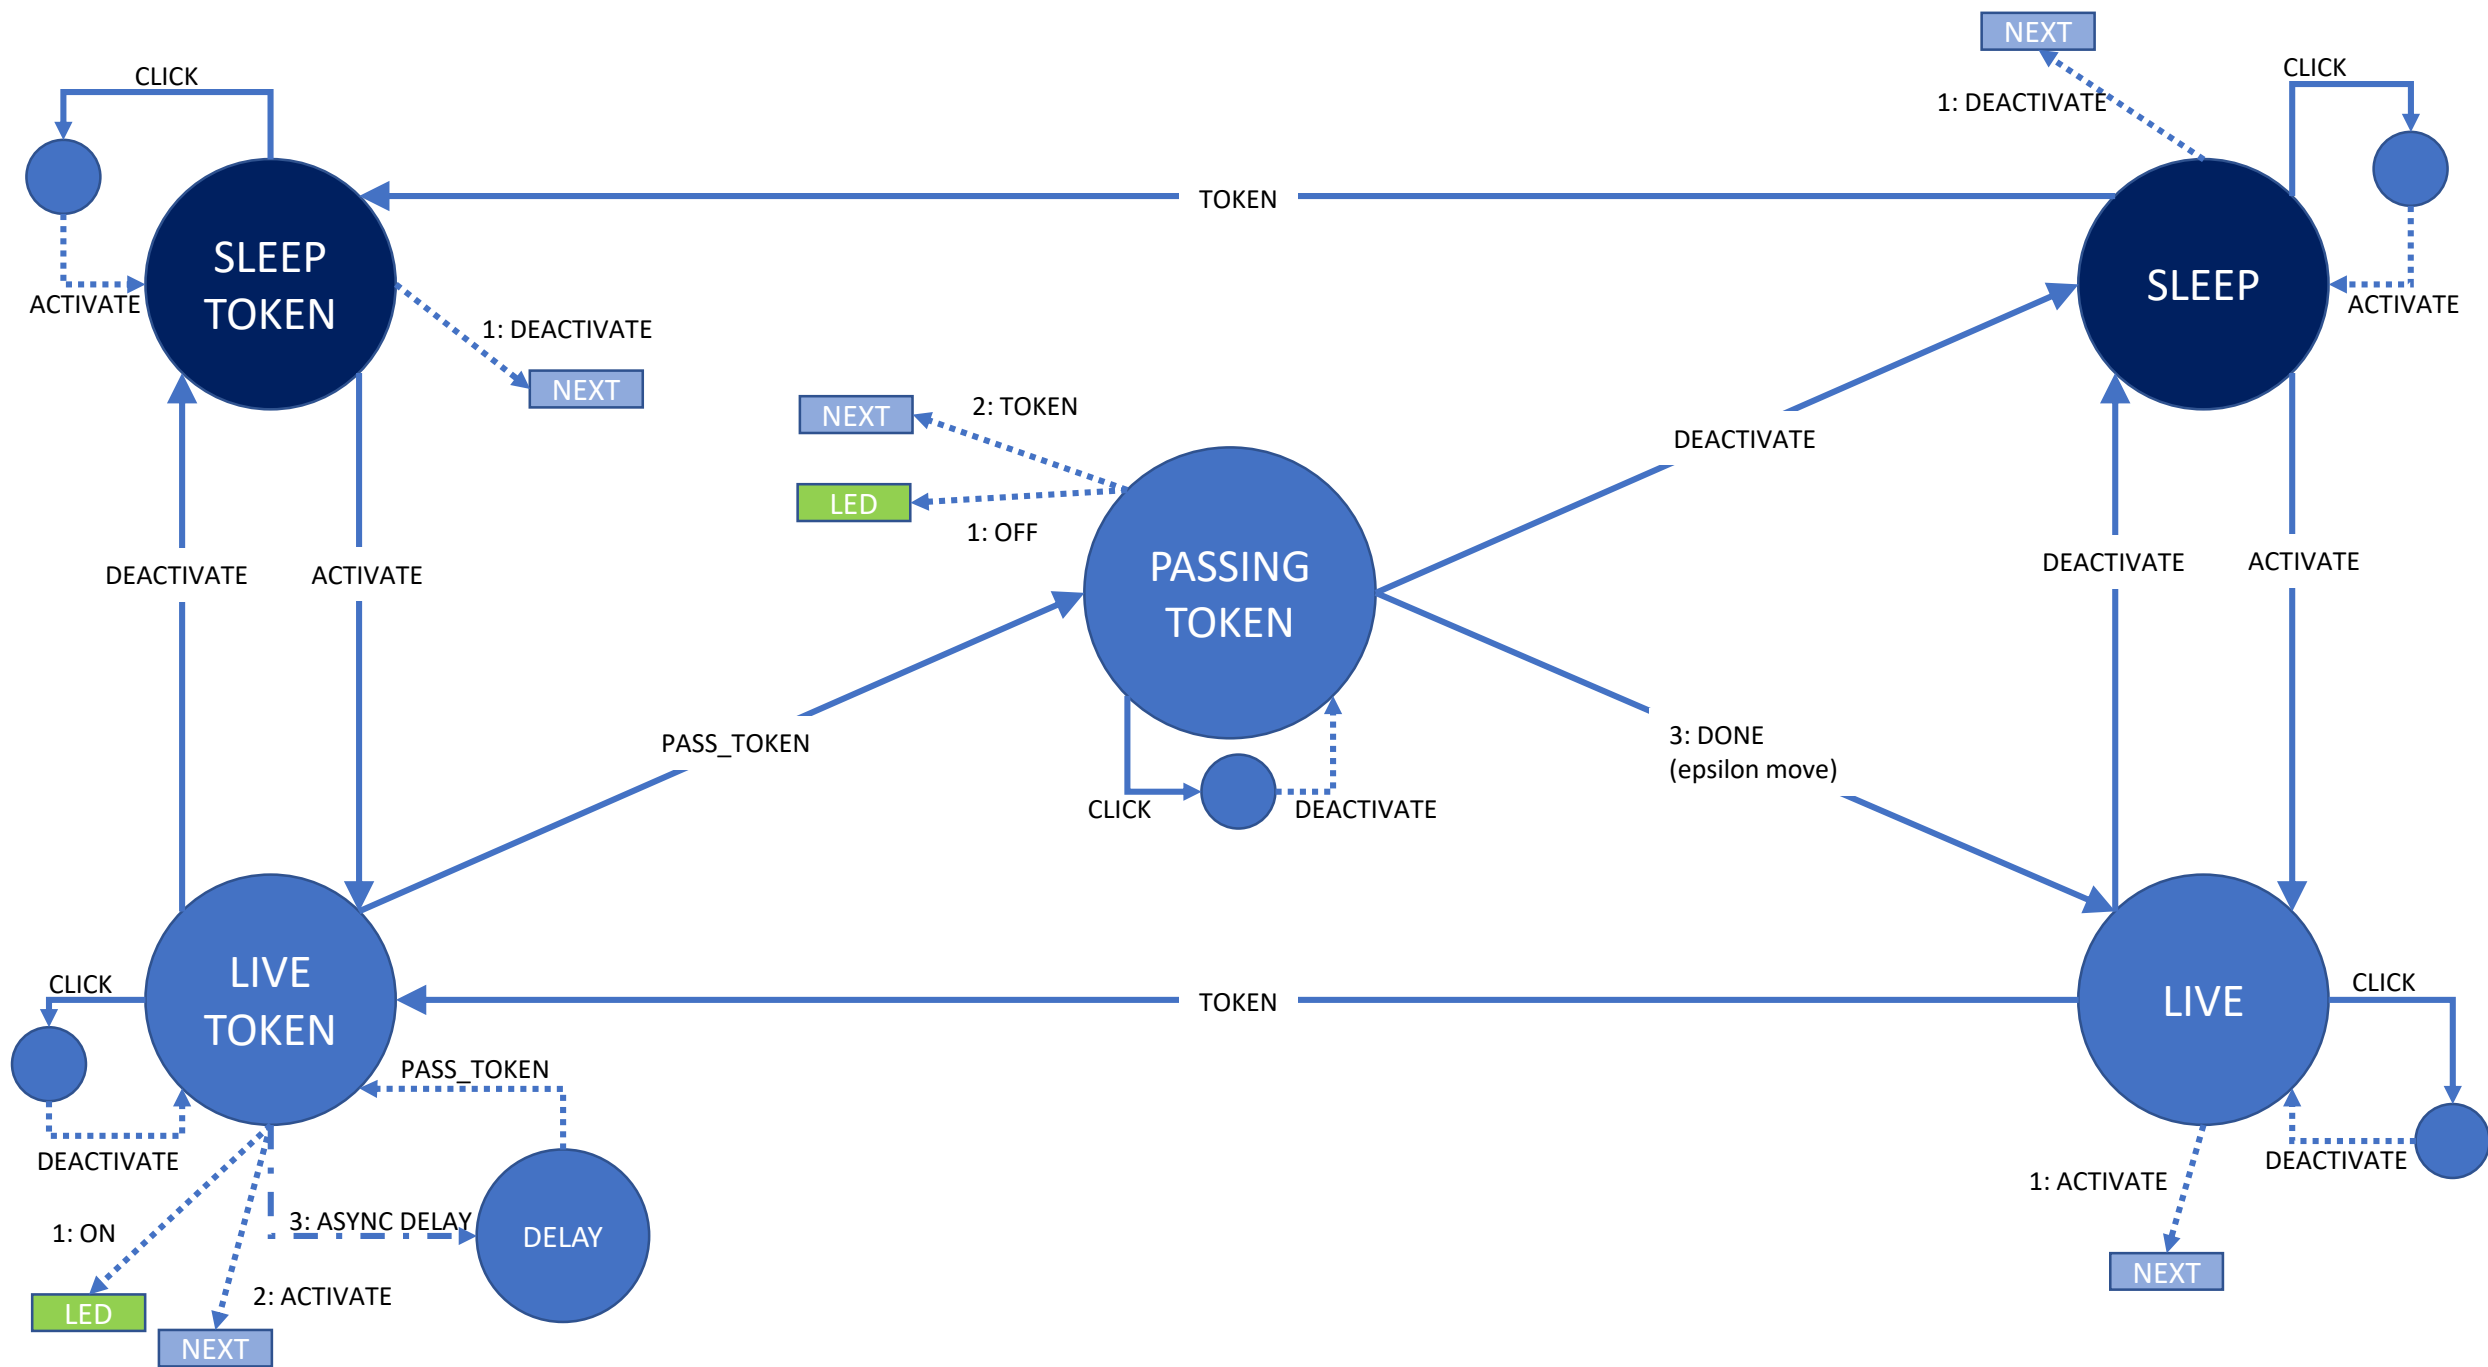 NEXT
CLICK
CLICK
1: DEACTIVATE
TOKEN
SLEEP
TOKEN
SLEEP
ACTIVATE
ACTIVATE
1: DEACTIVATE
NEXT
NEXT
2: TOKEN
DEACTIVATE
LED
1: OFF
PASSING
TOKEN
DEACTIVATE
ACTIVATE
DEACTIVATE
ACTIVATE
PASS_TOKEN
3: DONE
(epsilon move)
CLICK
DEACTIVATE
LIVE
TOKEN
CLICK
TOKEN
LIVE
CLICK
PASS_TOKEN
DEACTIVATE
DEACTIVATE
1: ACTIVATE
1: ON
3: ASYNC DELAY
DELAY
NEXT
2: ACTIVATE
LED
NEXT